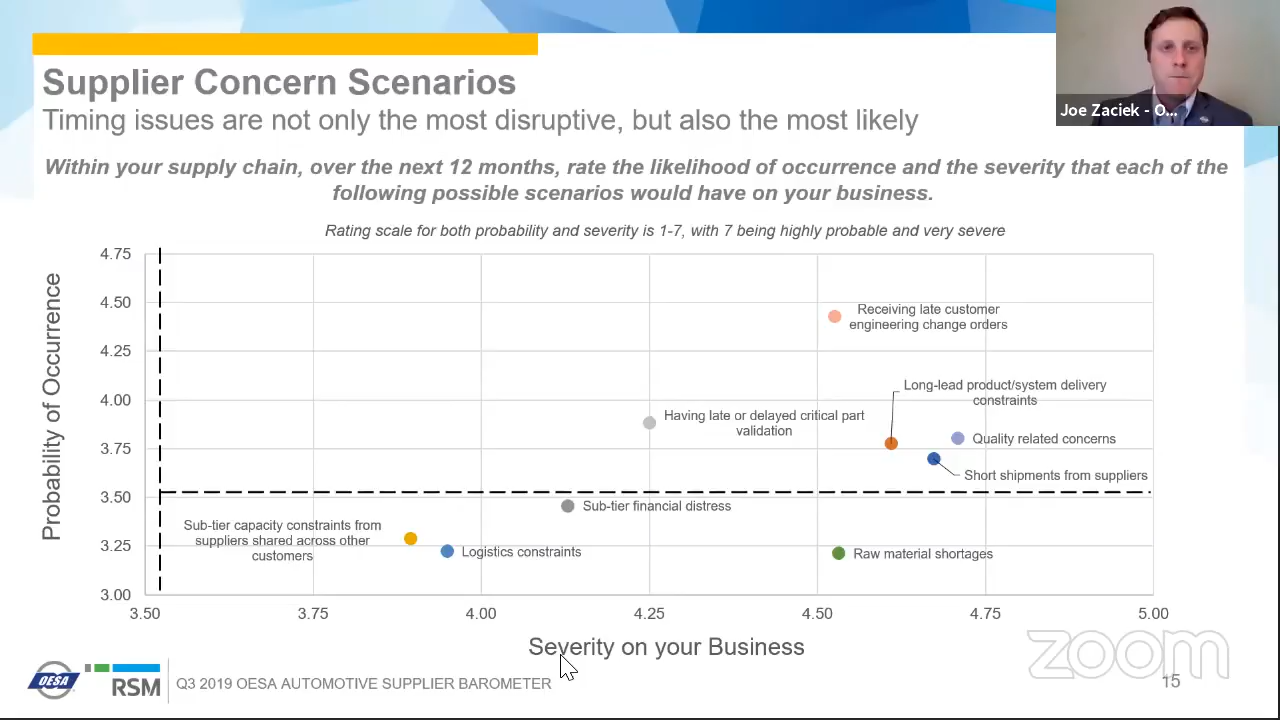 Supplier Concern Scenarios
Timing issues are not only the most disruptive, but also the most likely
Joe Zaciek - O...
Within your supply chain, over the next 12 months, rate the likelihood of occurrence and the severity that each of the
following possible scenarios would have on your business.
Rating scale for both probability and severity is 1-7, with 7 being highly probable and very severe
Probability of Occurrence
4.75
4.50
4.25
4.00
3.75
3.50
3.25
3.00
Receiving late customer
engineering change orders
Long-lead product/system delivery
constraints
Having late or delayed critical part
validation
Quality related concerns
Short shipments from suppliers
Sub-tier financial distress
Sub-tier capacity constraints from
suppliers shared across other
customers
Logistics constraints
Raw material shortages
3.50 3.75 4.00 4.25 4.50 4.75 5.00
Severity on your Business
zoom
OESA
RSM
Q3 2019 OESA AUTOMOTIVE SUPPLIER BAROMETER
15